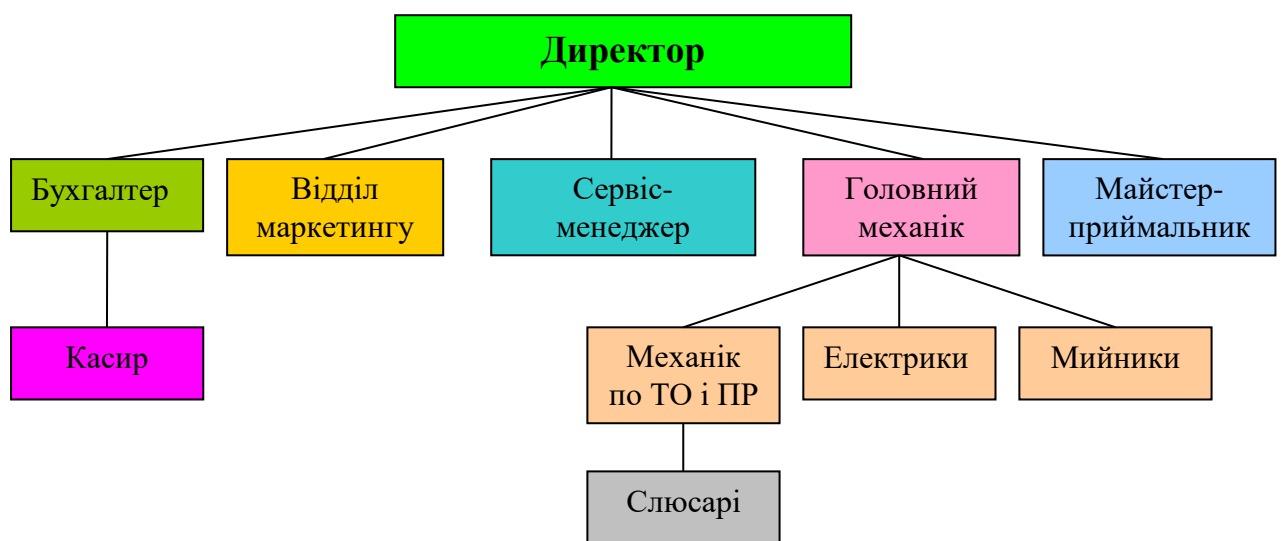 Директор
Бухгалтер
Відділ
маркетингу
Сервіс-
менеджер
Головний
механік
Майстер-
приймальник
Касир
Механік
по ТО і ПР
Електрики
Мийники
Слюсарі